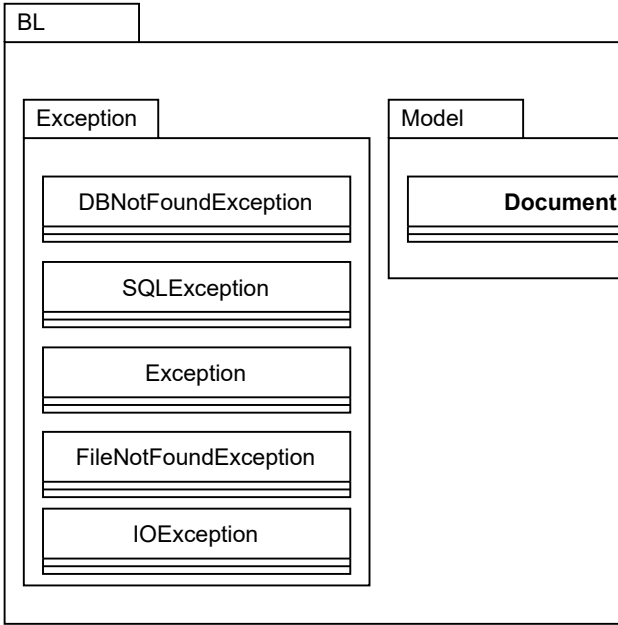 BL
Exception
DBNotFoundException
SQLException
Exception
FileNotFoundException
IOException
Model
Document